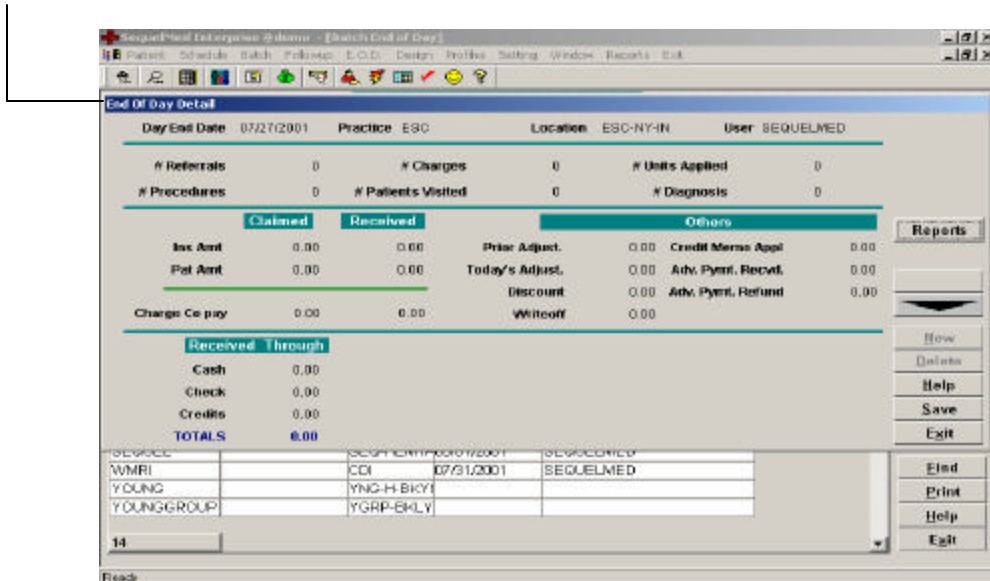 SequelMed Enterprise @demo - [Batch End of Day]
Patient Schedule Batch Followup E.O.D. Design Profiles Setting Window Reports Exit
End Of Day Detail
Day End Date 07/27/2001 Practice ESC Location ESC-NY-IN User SEQUELMED
# Referrals 0 # Charges 0 # Units Applied 0
# Procedures 0 # Patients Visited 0 # Diagnosis 0
Claimed Received Others
Reports
Ins Amt 0.00 0.00 Prior Adjust. 0.00 Credit Memo Appl 0.00
Pat Amt 0.00 0.00 Today's Adjust. 0.00 Adv. Pymt. Recvd. 0.00
Discount 0.00 Adv. Pymt. Refund 0.00
Charge Co pay 0.00 0.00 Writeoff 0.00
Received Through
New
Cash 0.00
Delete
Check 0.00
Help
Credits 0.00
Save
TOTALS 0.00
Exit
WMRI CDI 07/31/2001 SEQUELMED
Find
YOUNG
Print
YOUNGGROUP YGRP-BKLY
Help
14
Exit
Ready